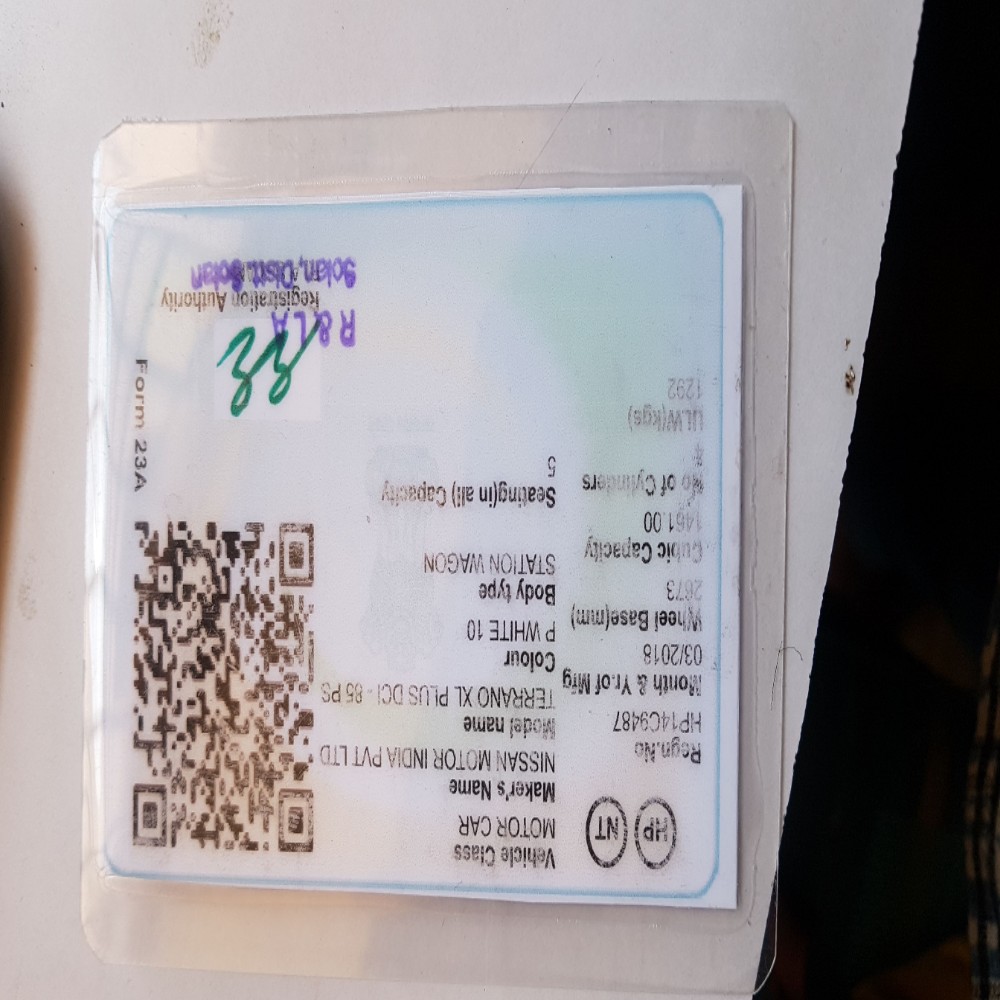 HP NT
Regn.No
HP14C9487
Month & Yr.of Mfg
03/2018
Wheel Base(mm)
2673
Cubic Capacity
1461.00
No of Cylinders
4
ULW(kgs)
1292
Vehicle Class
MOTOR CAR
Maker's Name
NISSAN MOTOR INDIA PVT LTD
Model name
TERRANO XL PLUS DCI - 85 PS
Colour
P WHITE 10
Body type
STATION WAGON
Seating(in all) Capacity
5
Form 23A
R & L A
Registration Authority
Solan, Distt. Solan